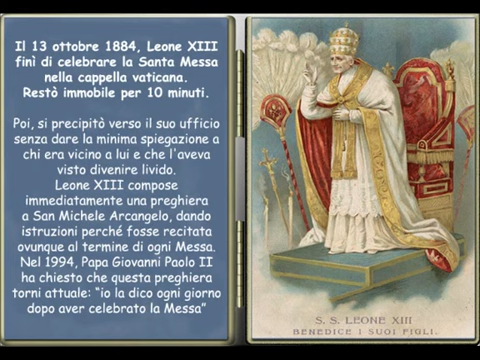 Il 13 ottobre 1884, Leone XIII
finì di celebrare la Santa Messa
nella cappella vaticana.
Restò immobile per 10 minuti.
Poi, si precipitò verso il suo ufficio
senza dare la minima spiegazione a
chi era vicino a lui e che l'aveva
visto divenire livido.
Leone XIII compose
immediatamente una preghiera
a San Michele Arcangelo, dando
istruzioni perché fosse recitata
ovunque al termine di ogni Messa.
Nel 1994, Papa Giovanni Paolo II
ha chiesto che questa preghiera
torni attuale: “io la dico ogni giorno
dopo aver celebrato la Messa”
S. S. LEONE XIII
BENEDICE I SUOI FIGLI.